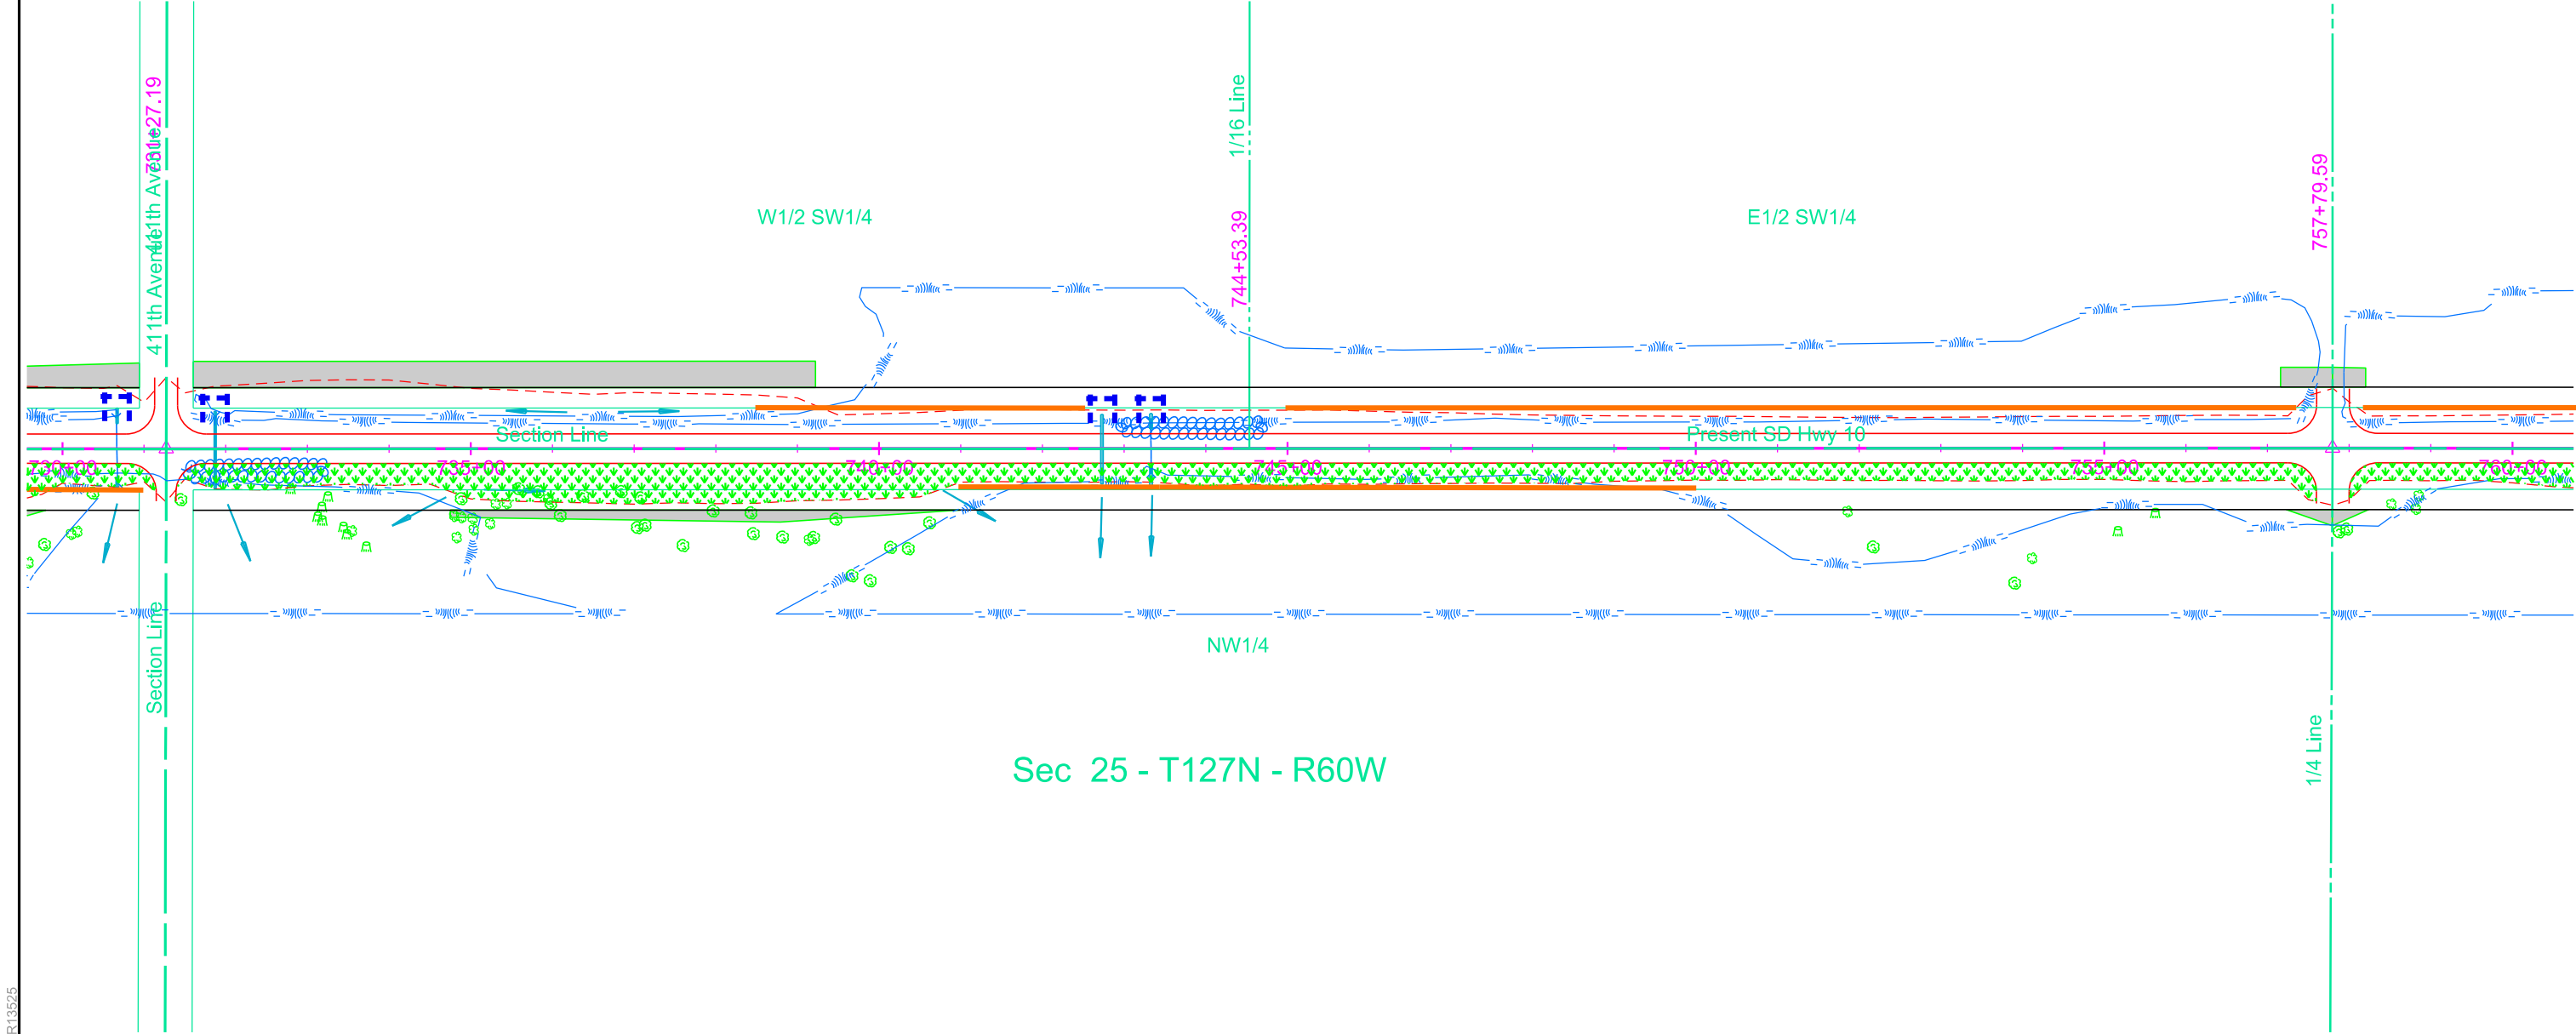 731+27.19
411th Avenue
411th Avenue
1/16 Line
744+53.39
757+79.59
W1/2 SW1/4
E1/2 SW1/4
Section Line
Present SD Hwy 10
730+00
735+00
740+00
745+00
750+00
755+00
760+00
Section Line
NW1/4
1/4 Line
Sec 25 - T127N - R60W
R13525